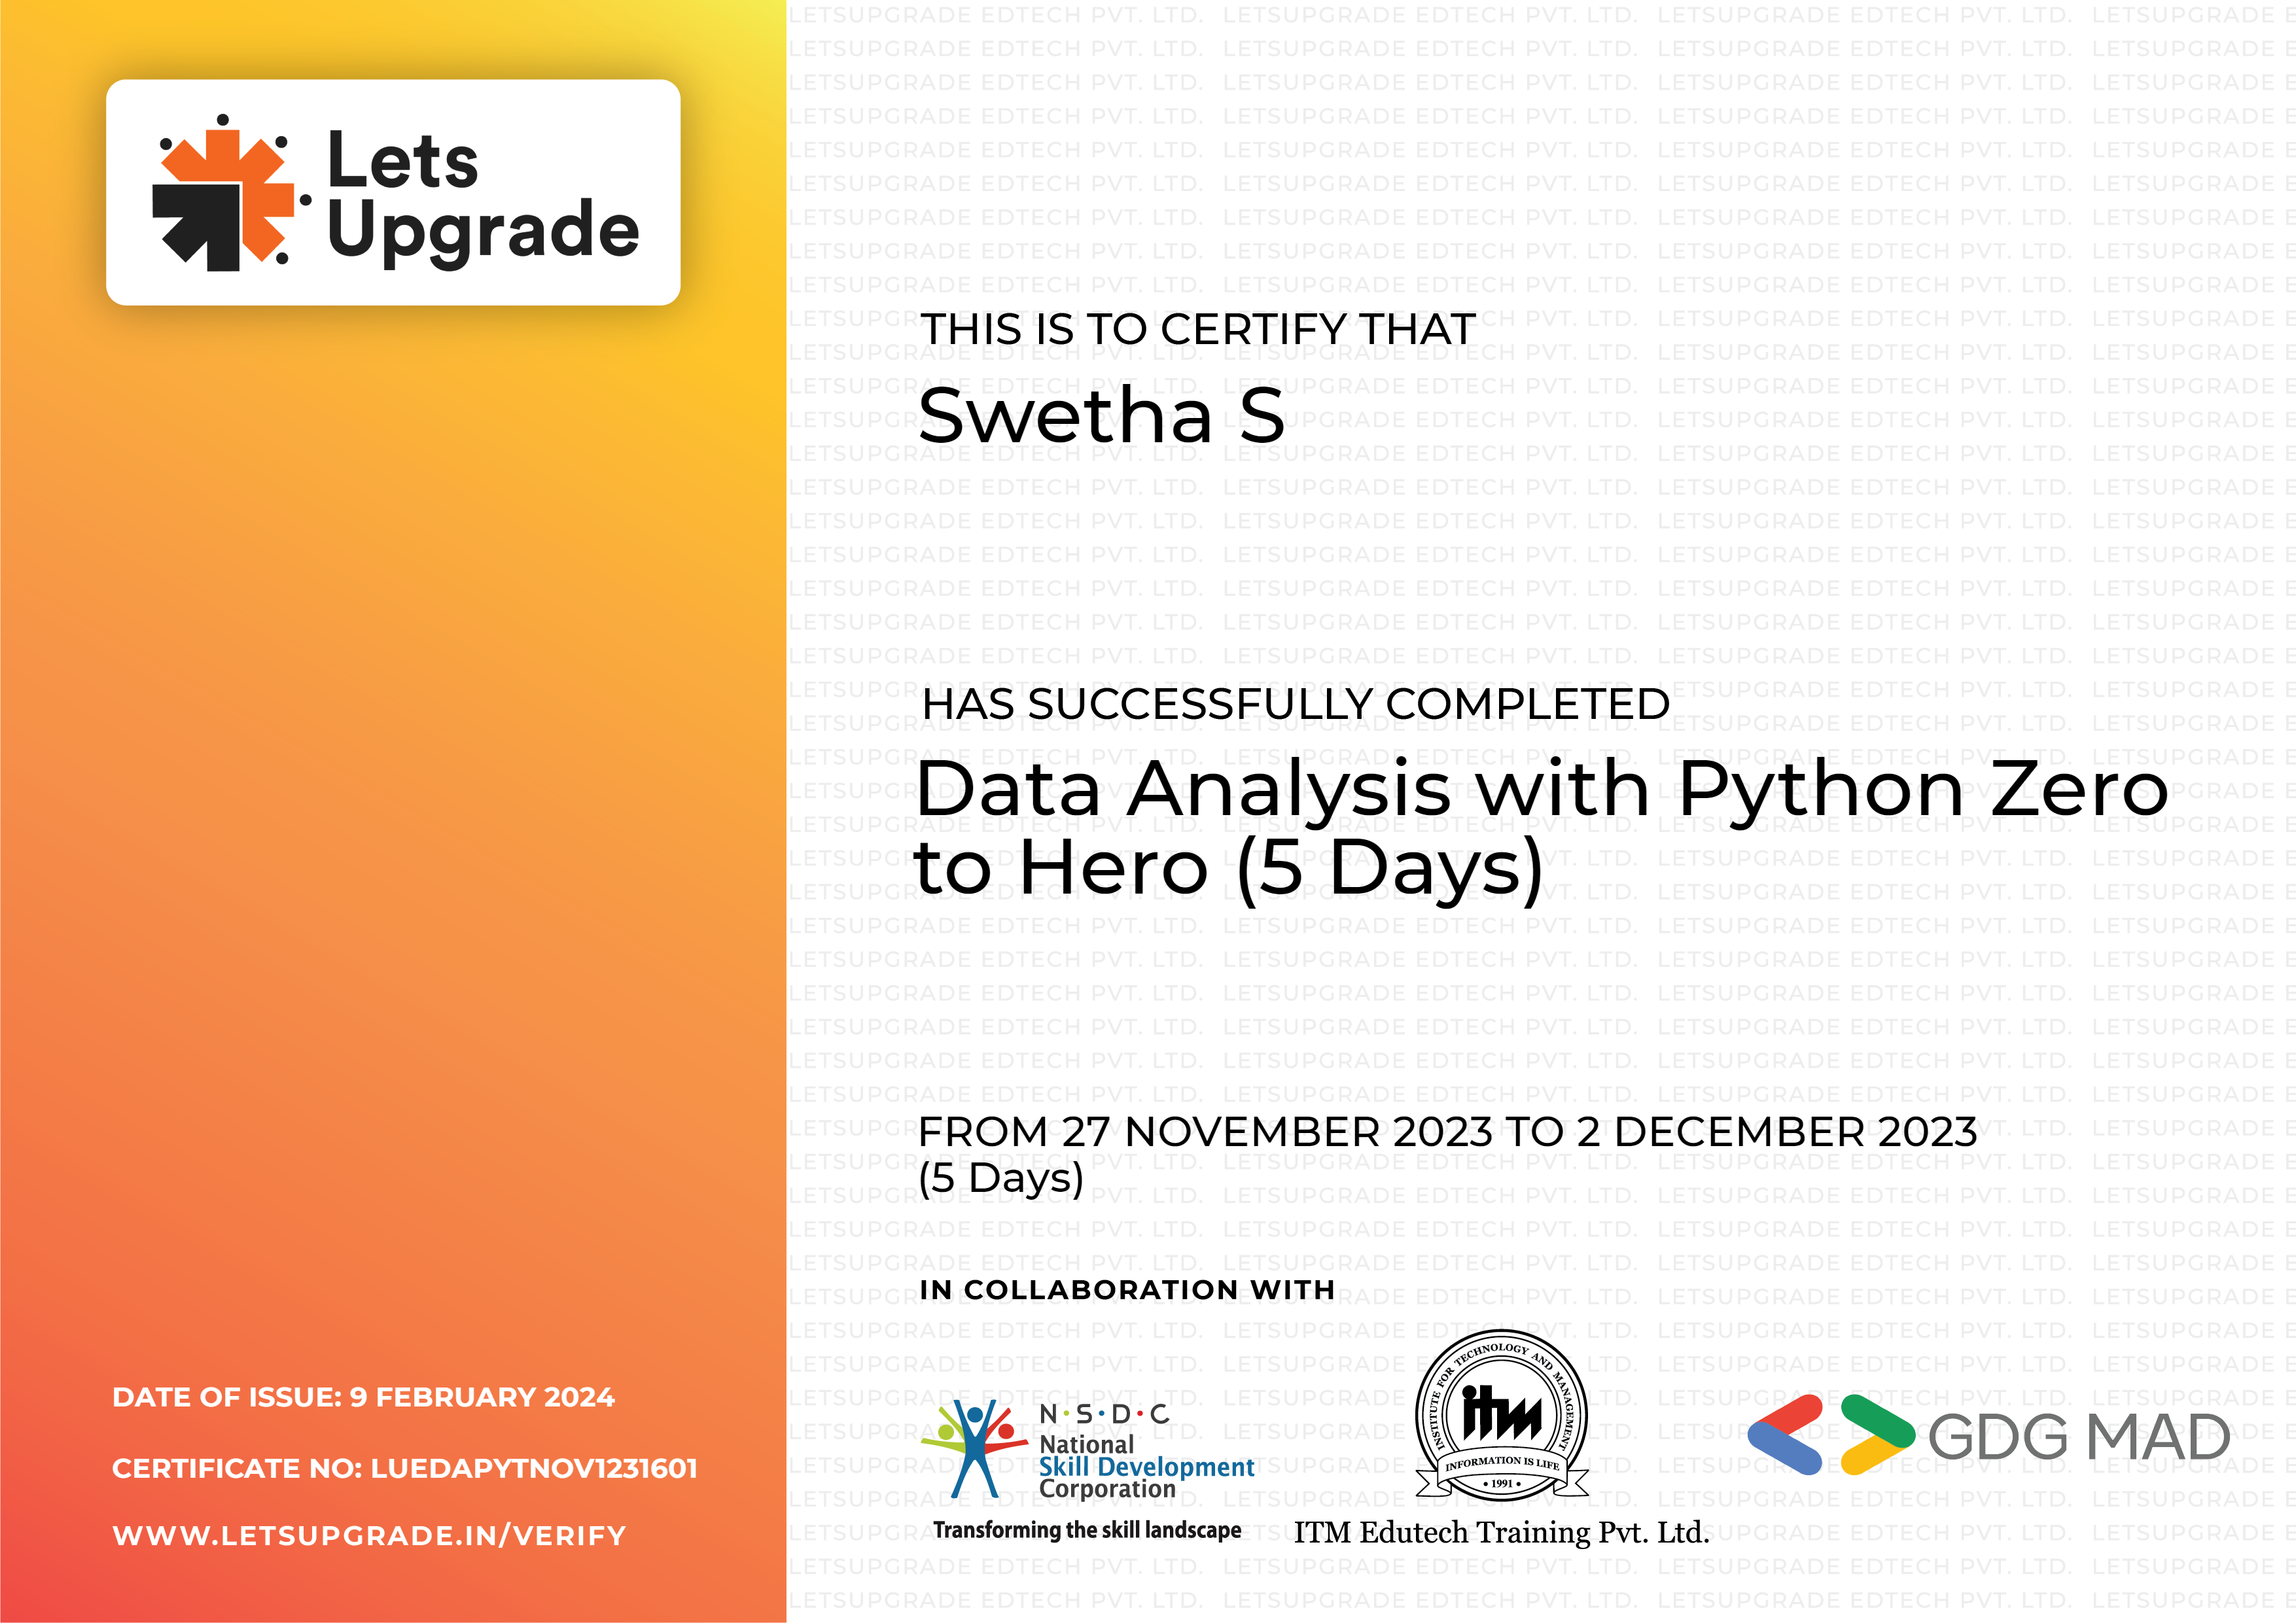 Lets
Upgrade
THIS IS TO CERTIFY THAT
Swetha S
HAS SUCCESSFULLY COMPLETED
Data Analysis with Python Zero
to Hero (5 Days)
FROM 27 NOVEMBER 2023 TO 2 DECEMBER 2023
(5 Days)
IN COLLABORATION WITH
N·S·D·C
National
Skill Development
Corporation
Transforming the skill landscape
INSTITUTE FOR TECHNOLOGY AND MANAGEMENT
itm
INFORMATION IS LIFE
• 1991 •
ITM Edutech Training Pvt. Ltd.
GDG MAD
DATE OF ISSUE: 9 FEBRUARY 2024
CERTIFICATE NO: LUEDAPYTNOV1231601
WWW.LETSUPGRADE.IN/VERIFY
LETSUPGRADE EDTECH PVT. LTD.